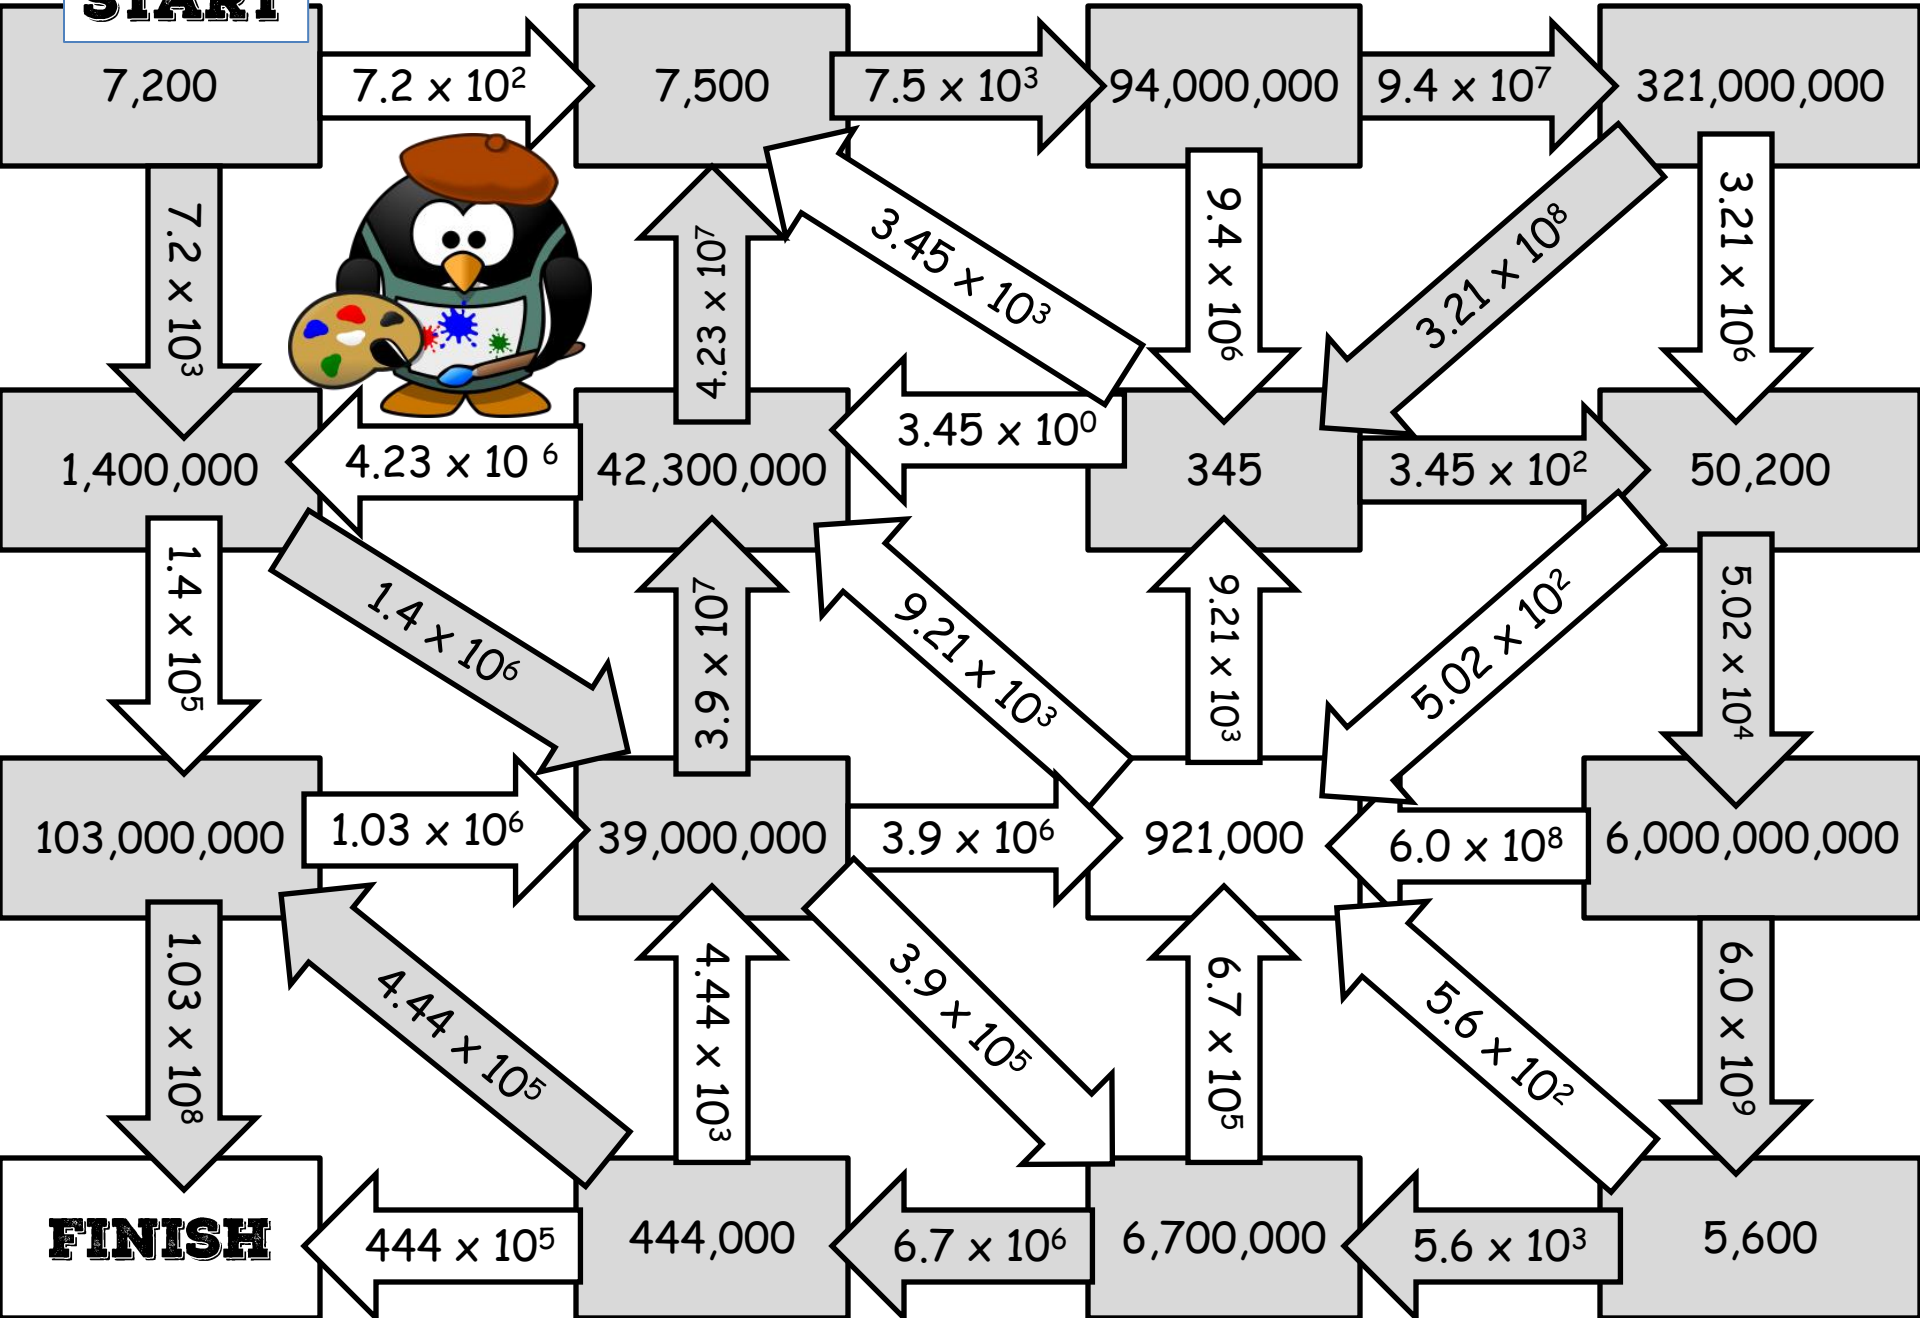 START
7,200
7.2 x 10²
7,500
7.5 x 10³
94,000,000
9.4 x 10⁷
321,000,000
7.2 x 10³
4.23 x 10⁷
3.45 x 10³
9.4 x 10⁶
3.21 x 10⁸
3.21 x 10⁶
1,400,000
4.23 x 10 ⁶
42,300,000
3.45 x 10⁰
345
3.45 x 10²
50,200
1.4 x 10⁵
1.4 x 10⁶
3.9 x 10⁷
9.21 x 10³
9.21 x 10³
5.02 x 10²
5.02 x 10⁴
103,000,000
1.03 x 10⁶
39,000,000
3.9 x 10⁶
921,000
6.0 x 10⁸
6,000,000,000
1.03 x 10⁸
4.44 x 10⁵
4.44 x 10³
3.9 x 10⁵
6.7 x 10⁵
5.6 x 10²
6.0 x 10⁹
FINISH
444 x 10⁵
444,000
6.7 x 10⁶
6,700,000
5.6 x 10³
5,600